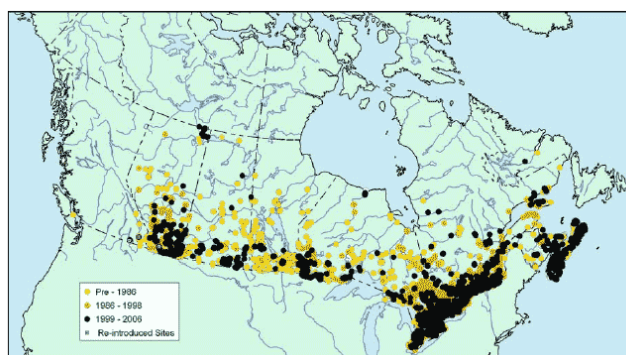 Pre - 1986
1986 - 1998
1999 - 2006
Re-introduced Sites